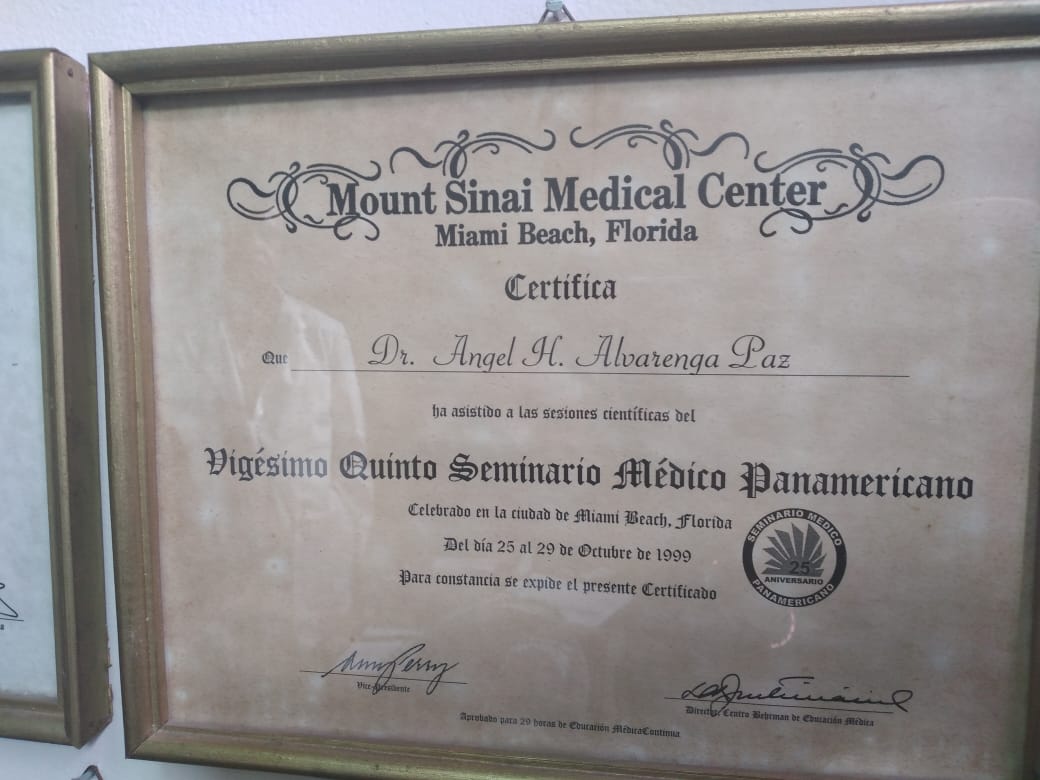 Mount Sinai Medical Center
Miami Beach, Florida
Certifica
Que Dr. Angel H. Alvarenga Paz
ha asistido a las sesiones científicas del
Vigésimo Quinto Seminario Médico Panamericano
Celebrado en la ciudad de Miami Beach, Florida
Del día 25 al 29 de Octubre de 1999
Para constancia se expide el presente Certificado
SEMINARIO MEDICO
25
ANIVERSARIO
PANAMERICANO
Vice-Presidente
Director, Centro Behrman de Educación Médica
Aprobado para 29 horas de Educación MédicaContinua